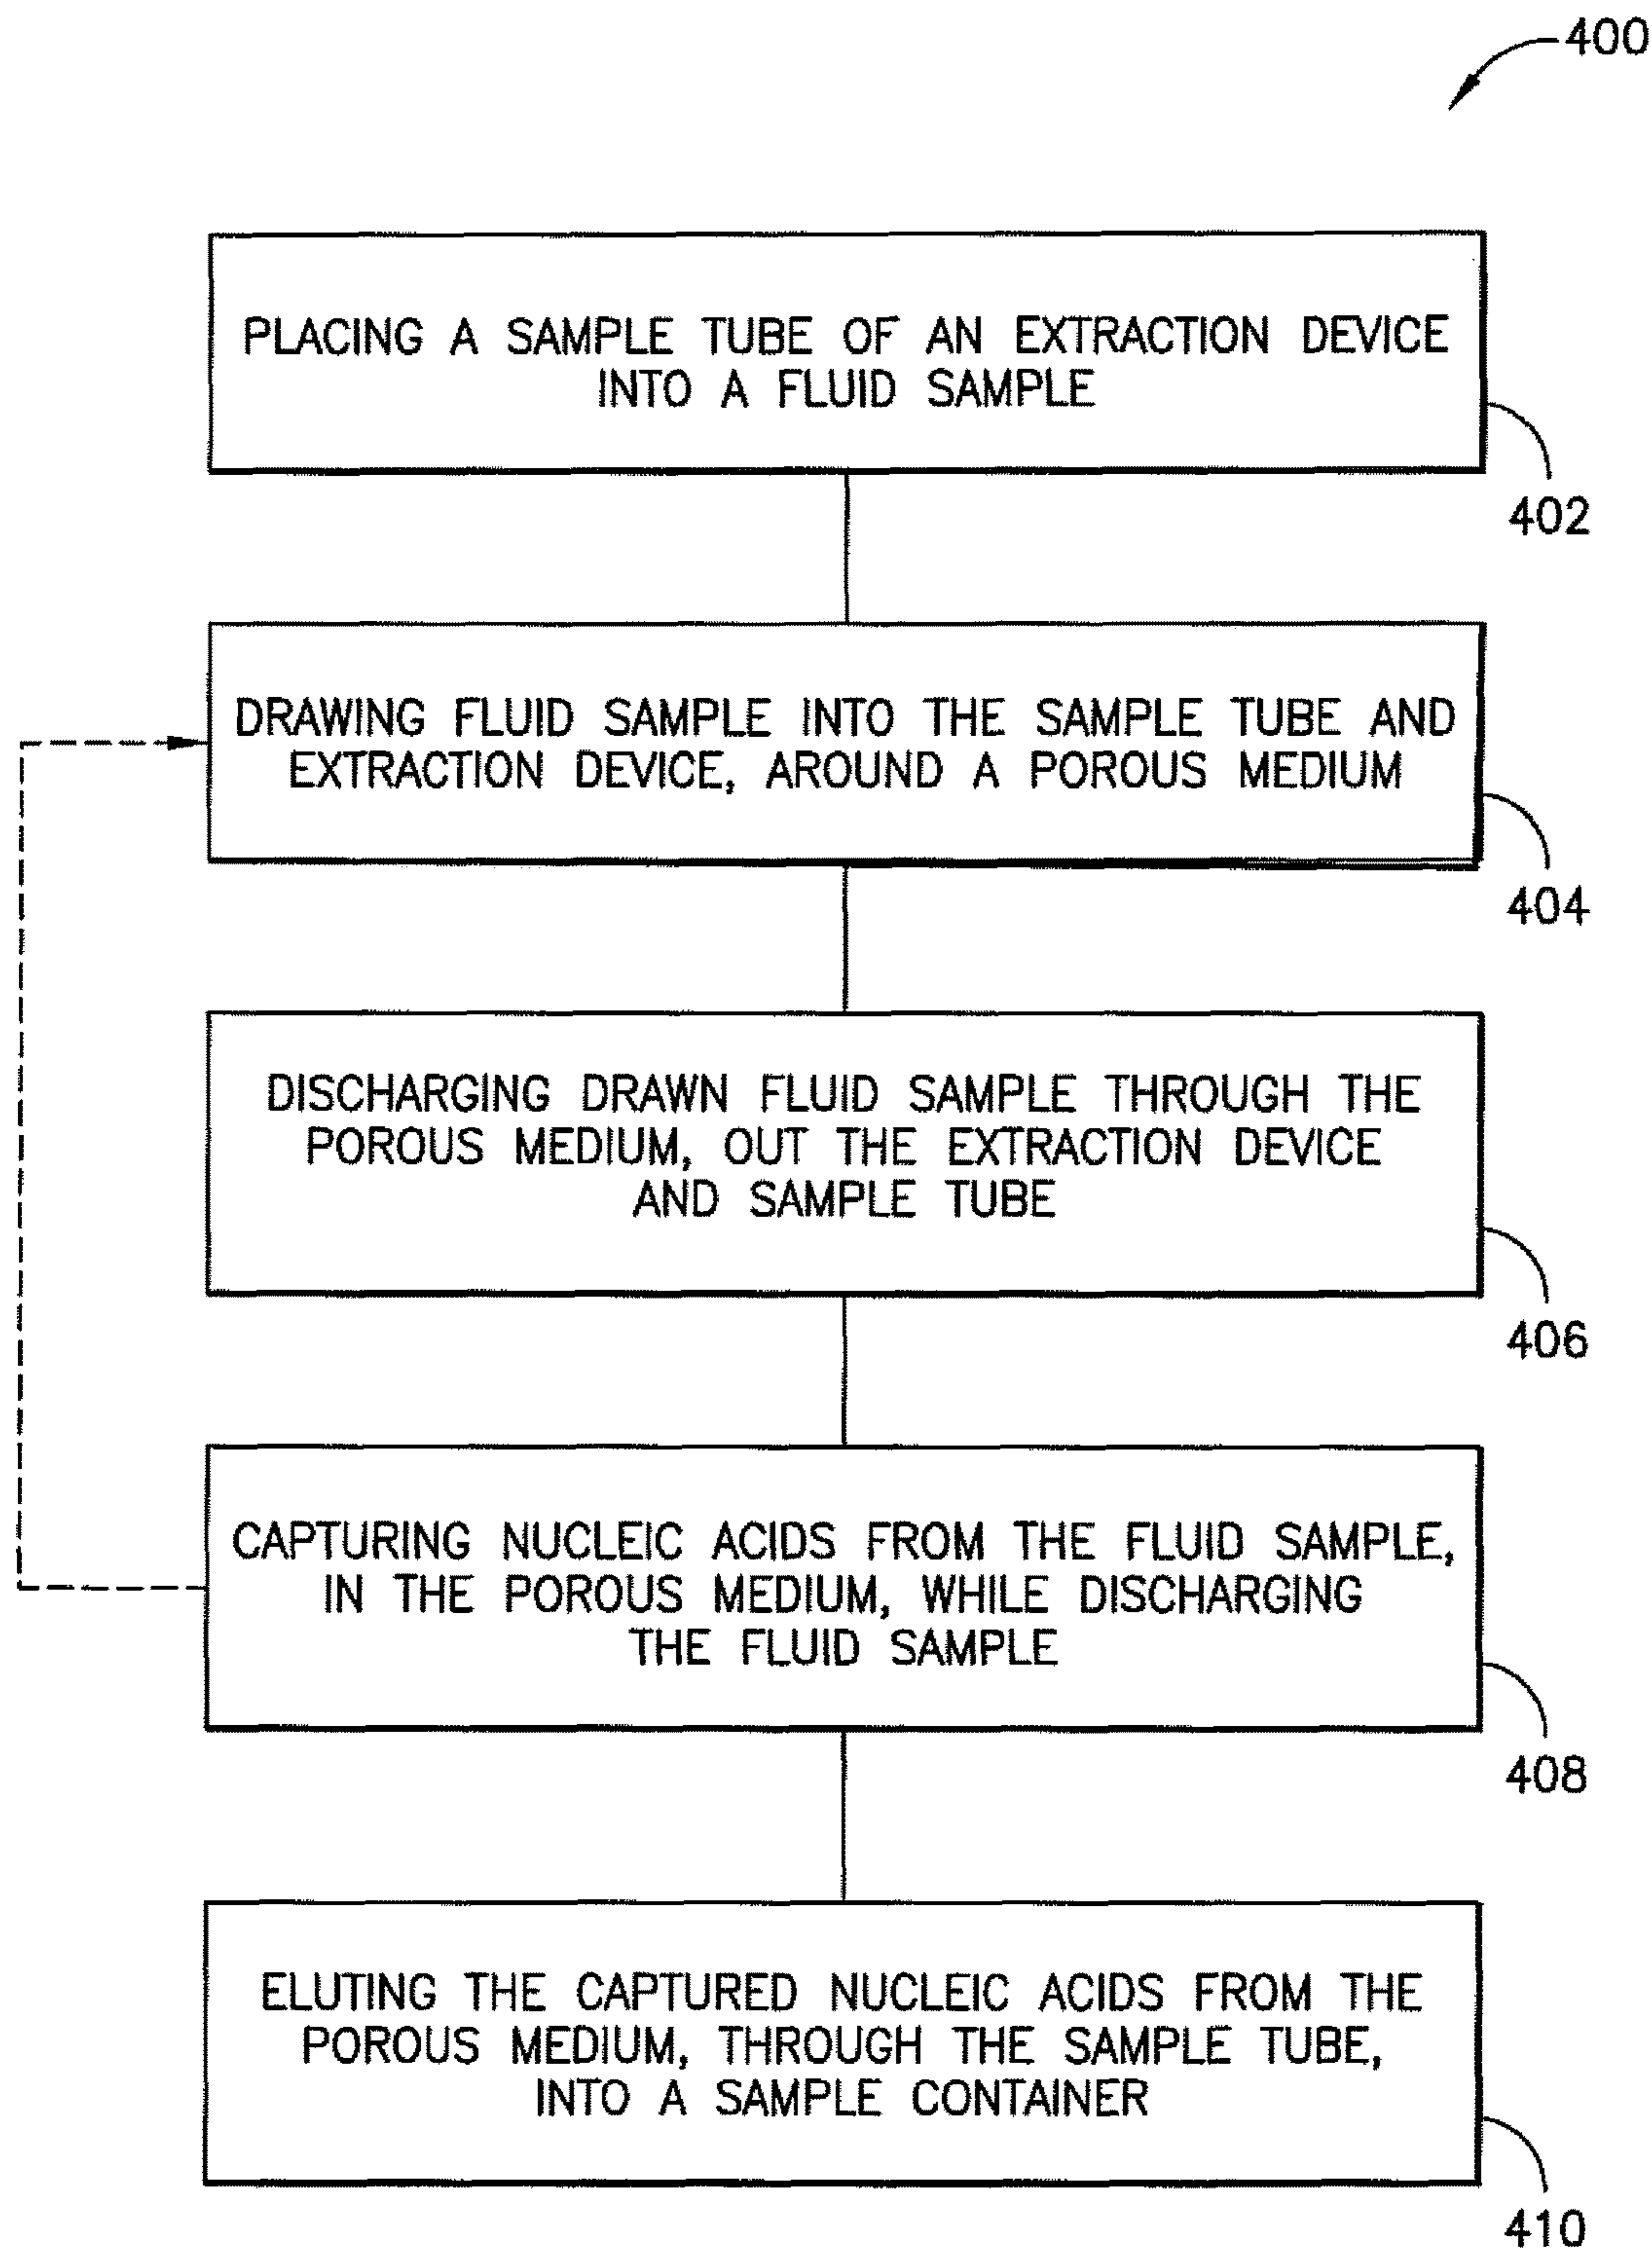 400
PLACING A SAMPLE TUBE OF AN EXTRACTION DEVICE
INTO A FLUID SAMPLE
402
DRAWING FLUID SAMPLE INTO THE SAMPLE TUBE AND
EXTRACTION DEVICE, AROUND A POROUS MEDIUM
404
DISCHARGING DRAWN FLUID SAMPLE THROUGH THE
POROUS MEDIUM, OUT THE EXTRACTION DEVICE
AND SAMPLE TUBE
406
CAPTURING NUCLEIC ACIDS FROM THE FLUID SAMPLE,
IN THE POROUS MEDIUM, WHILE DISCHARGING
THE FLUID SAMPLE
408
ELUTING THE CAPTURED NUCLEIC ACIDS FROM THE
POROUS MEDIUM, THROUGH THE SAMPLE TUBE,
INTO A SAMPLE CONTAINER
410